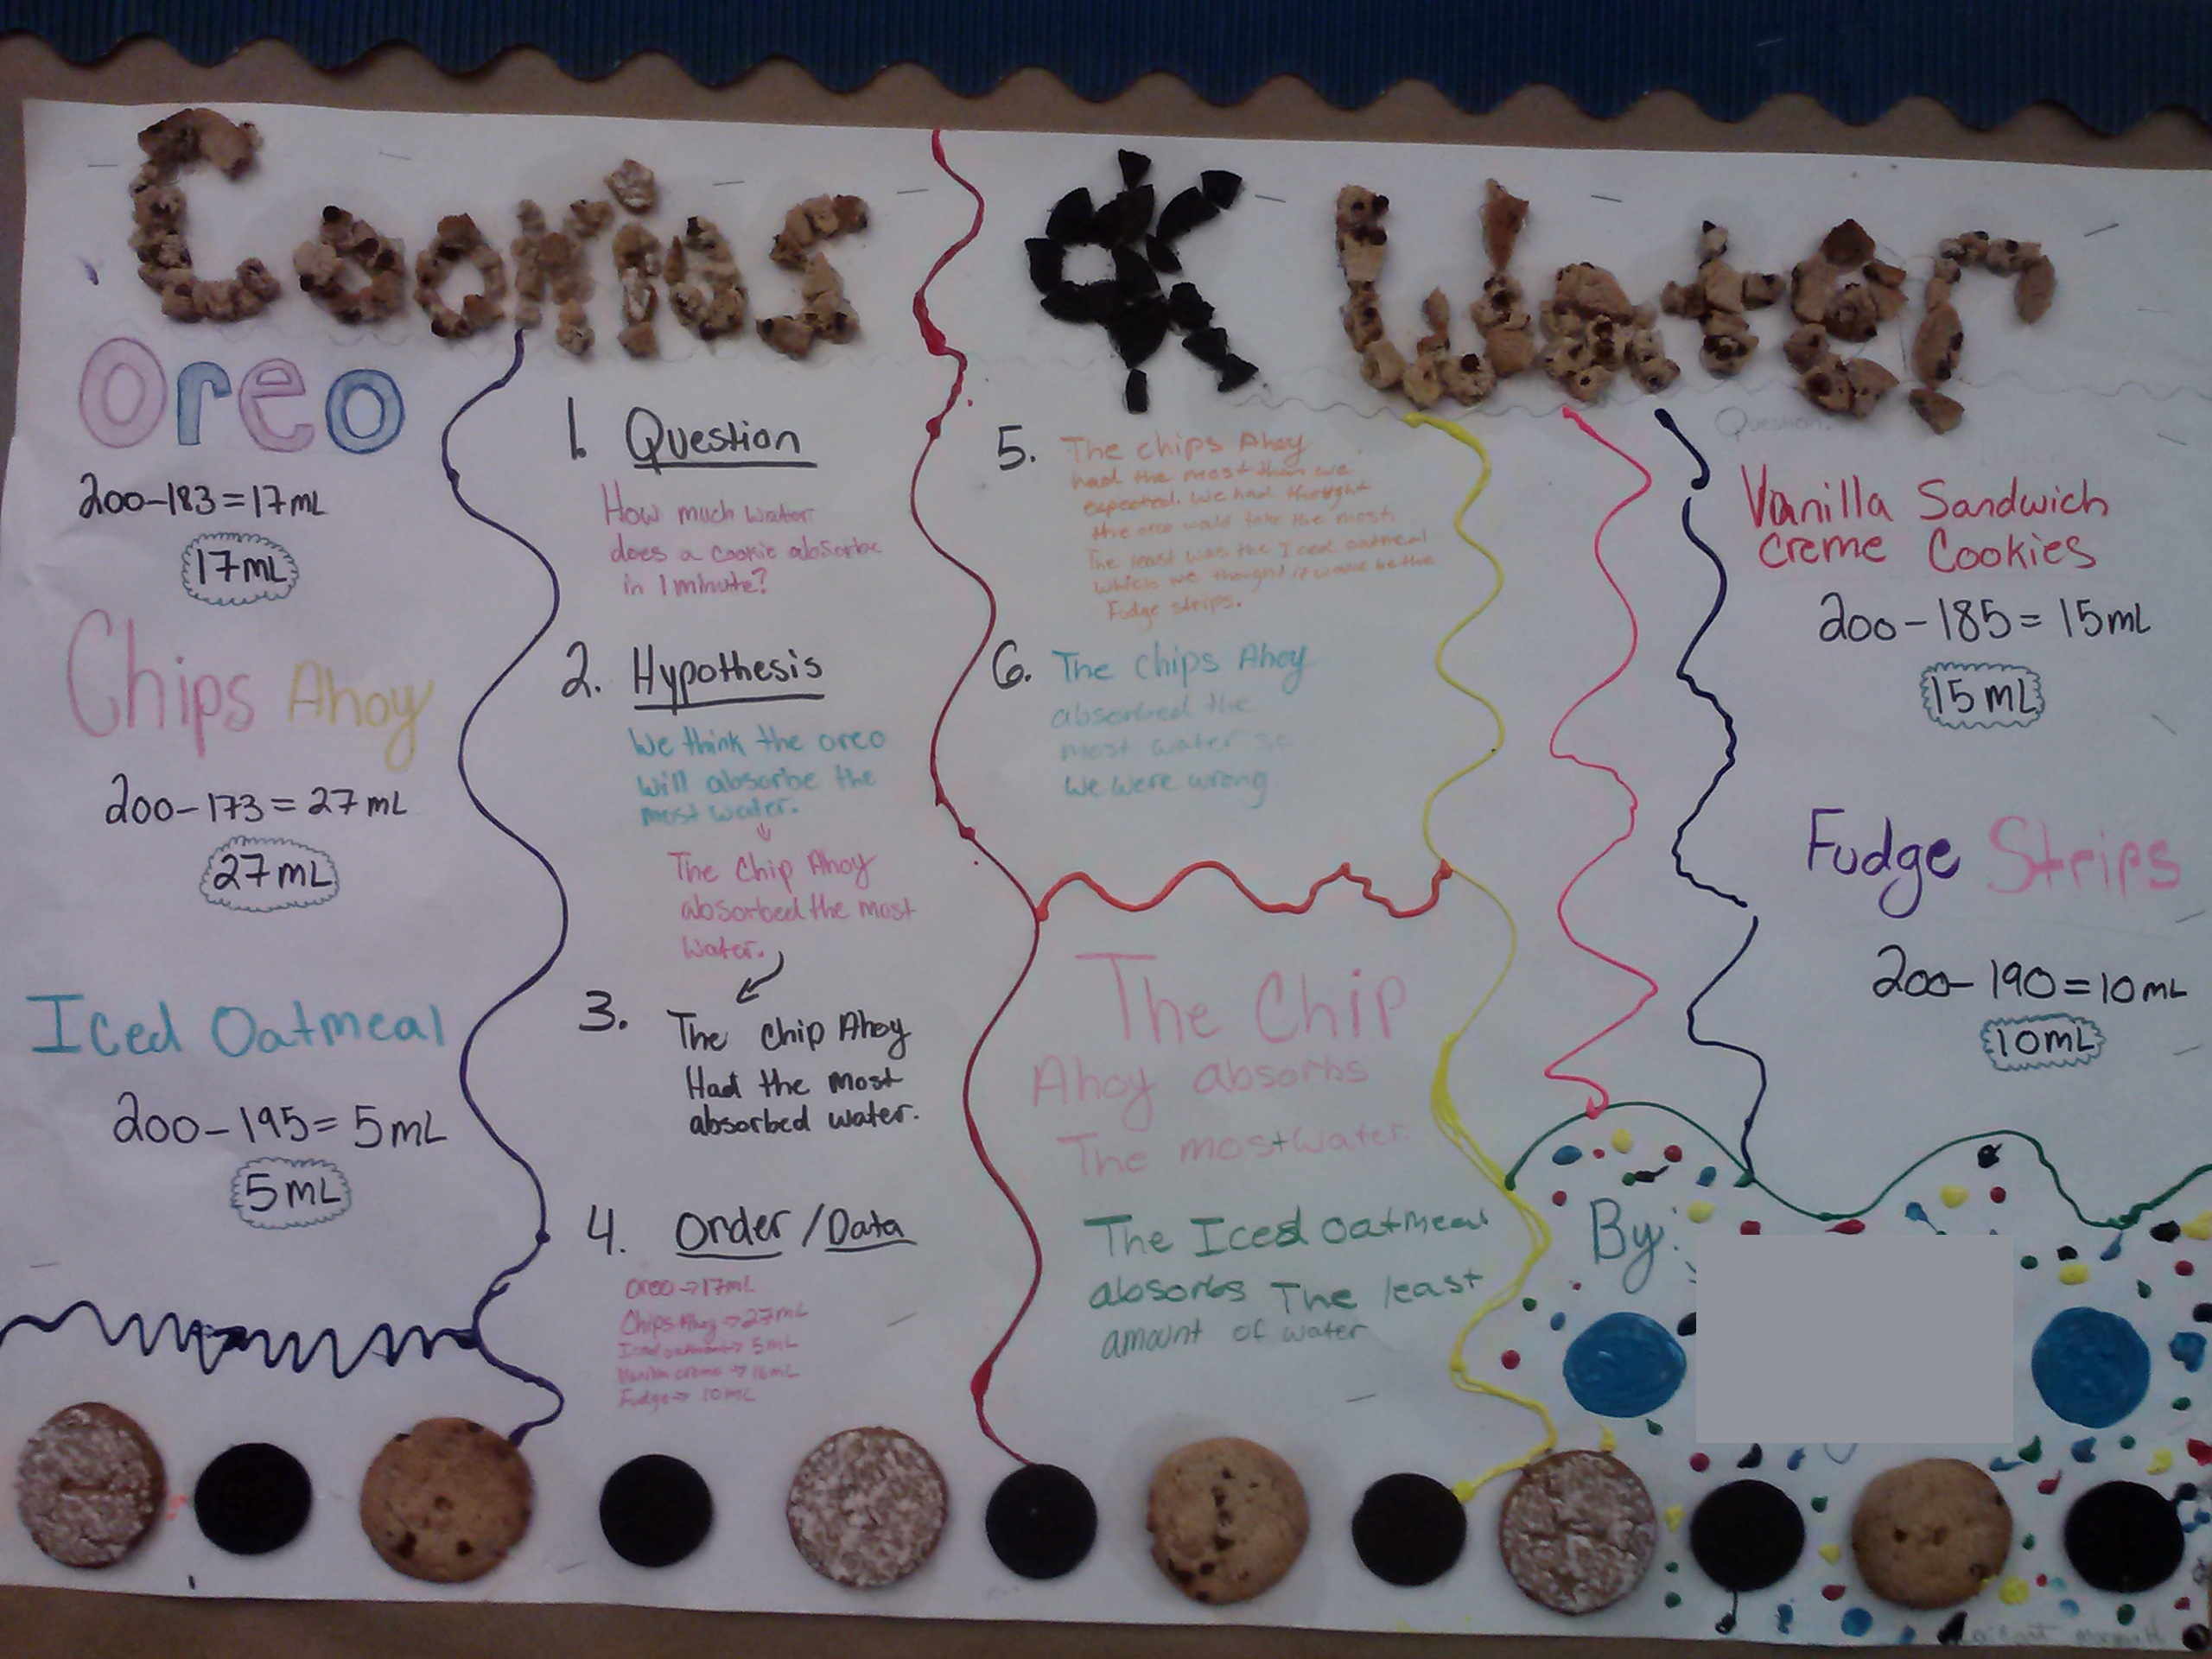 Cookies & Water
Oreo
200-183=17mL
17mL
Chips Ahoy
200-173=27mL
27mL
Iced Oatmeal
200-195=5mL
5mL
1. Question
How much water
does a cookie absorbe
in 1 minute?
2. Hypothesis
We think the oreo
will absorbe the
most water.
The Chip Ahoy
absorbed the most
water.
3. The Chip Ahoy
Had the most
absorbed water.
4. Order/Data
Oreo→17mL
Chips Ahoy→27mL
Iced oatmeal→5mL
Vanilla creme→
Fudge→10mL
5. The chips Ahoy
had the most than we
expected. We had thought
the oreo would take the most.
The least was the Iced oatmeal
which we thought it would be the
Fudge strips.
6. The chips Ahoy
absorbed the
most water so
we were wrong.
The Chip
Ahoy absorbs
The most water.
The Iced oatmeal
absorbs The least
amount of water
Question:
Vanilla Sandwich
Creme Cookies
200-185=15mL
15mL
Fudge Strips
200-190=10mL
10mL
By: